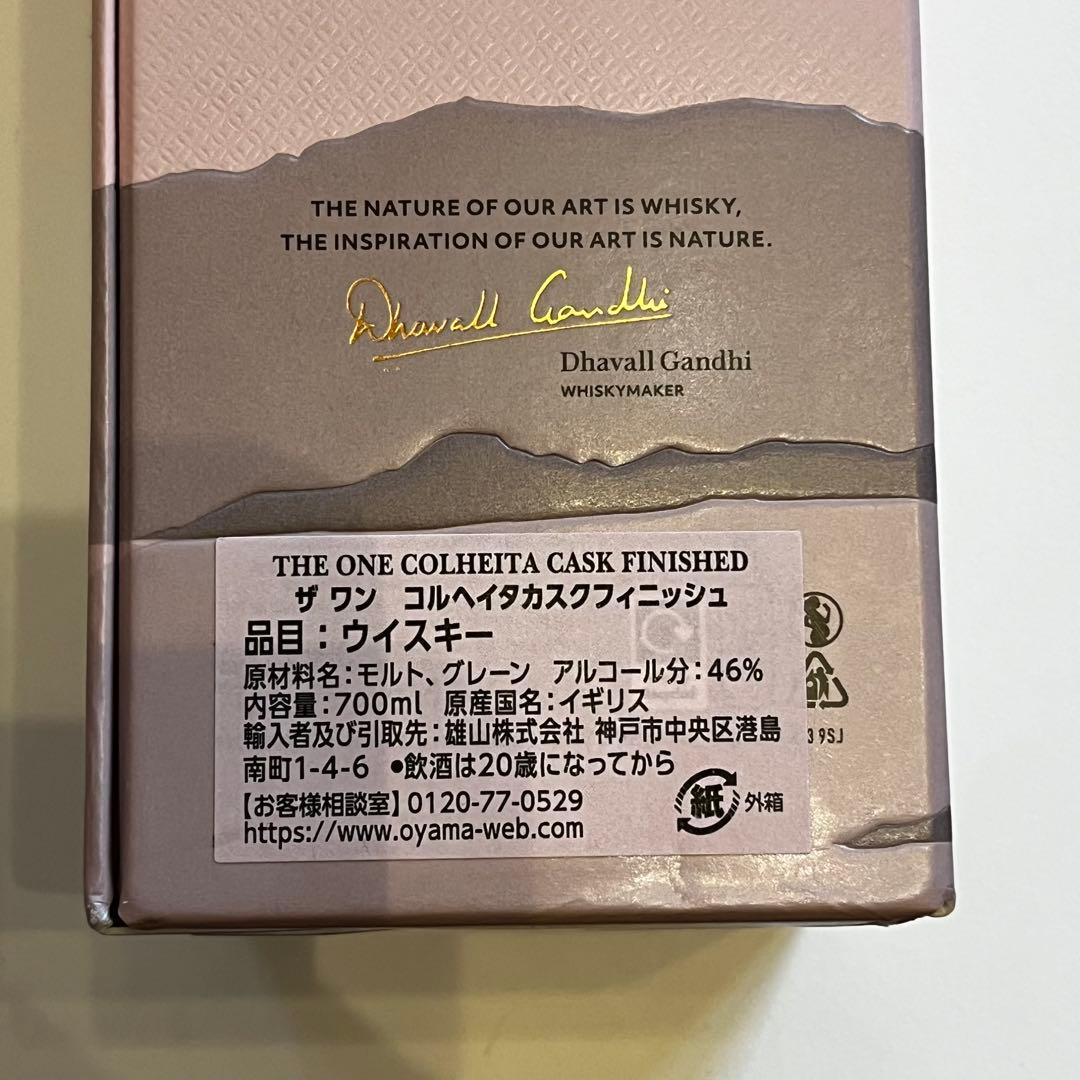 THE NATURE OF OUR ART IS WHISKY,
THE INSPIRATION OF OUR ART IS NATURE.
Dhavall Gandhi
Dhavall Gandhi
WHISKYMAKER
THE ONE COLHEITA CASK FINISHED
ザ ワン　コルヘイタカスクフィニッシュ
品目：ウイスキー
原材料名：モルト、グレーン　アルコール分：46%
内容量：700ml　原産国名：イギリス
輸入者及び引取先：雄山株式会社 神戸市中央区港島
南町1-4-6　●飲酒は20歳になってから
【お客様相談室】0120-77-0529
https://www.oyama-web.com
紙 外箱
9SJ